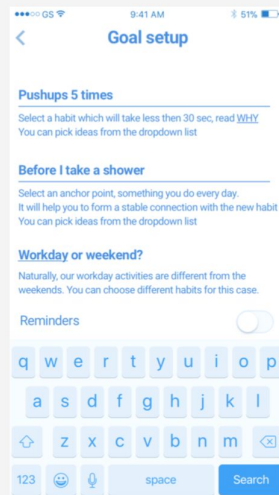 GS 9:41 AM 51%
Goal setup
Pushups 5 times
Select a habit which will take less then 30 sec, read WHY
You can pick ideas from the dropdown list
Before I take a shower
Select an anchor point, something you do every day.
It will help you to form a stable connection with the new habit
You can pick ideas from the dropdown list
Workday or weekend?
Naturally, our workday activities are different from the
weekends. You can choose different habits for this case.
Reminders
q w e r t y u i o p
a s d f g h j k l
z x c v b n m
123 space Search